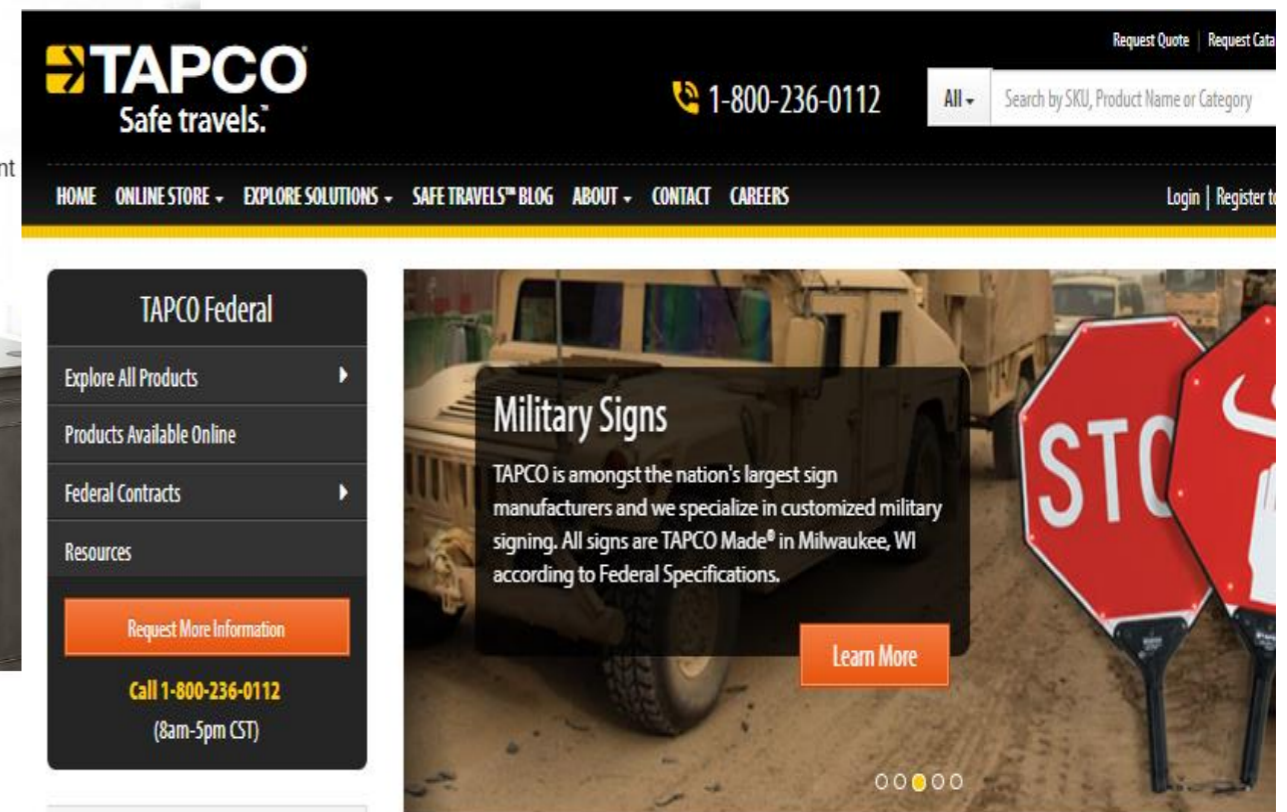 nt
TAPCO
Safe travels.™
1-800-236-0112
Request Quote | Request Cata
All
Search by SKU, Product Name or Category
HOME ONLINE STORE EXPLORE SOLUTIONS SAFE TRAVELS™ BLOG ABOUT CONTACT CAREERS
Login | Register to
TAPCO Federal
Explore All Products
Products Available Online
Federal Contracts
Resources
Request More Information
Call 1-800-236-0112
(8am-5pm CST)
Military Signs
TAPCO is amongst the nation's largest sign
manufacturers and we specialize in customized military
signing. All signs are TAPCO Made® in Milwaukee, WI
according to Federal Specifications.
Learn More
STO